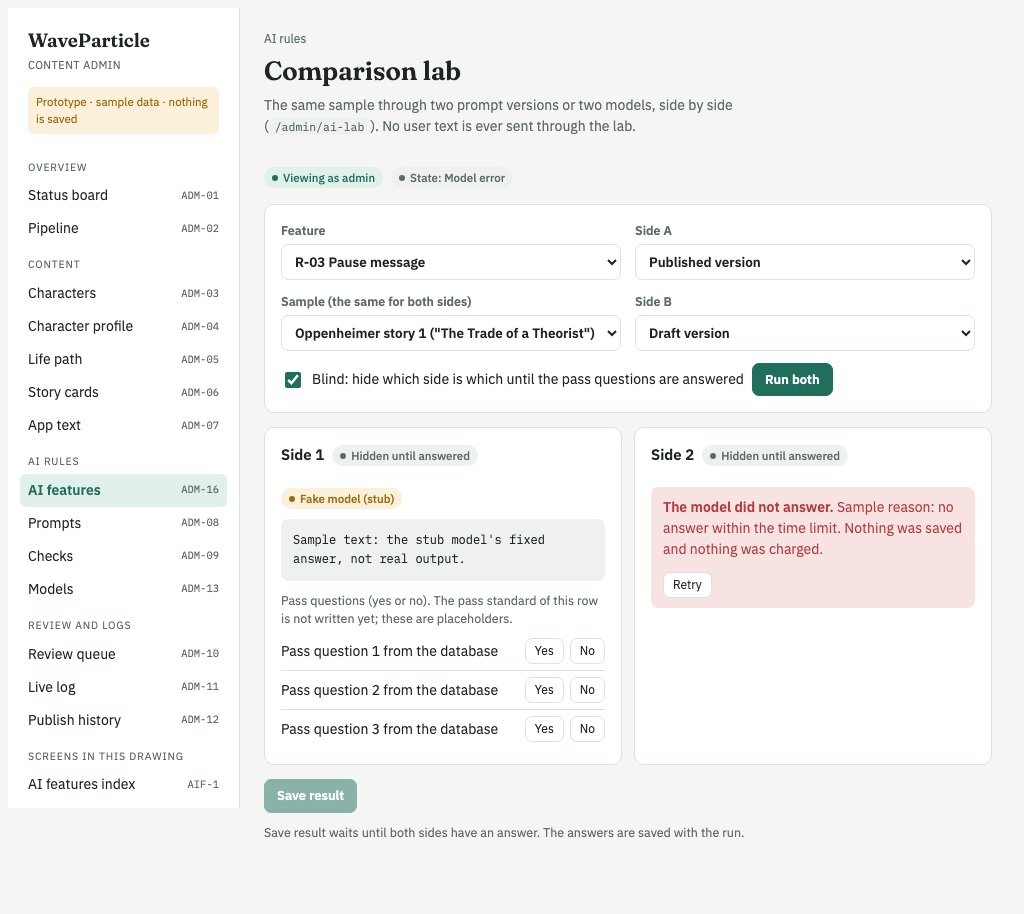 WaveParticle
CONTENT ADMIN
Prototype · sample data · nothing
is saved
OVERVIEW
Status board ADM-01
Pipeline ADM-02
CONTENT
Characters ADM-03
Character profile ADM-04
Life path ADM-05
Story cards ADM-06
App text ADM-07
AI RULES
AI features ADM-16
Prompts ADM-08
Checks ADM-09
Models ADM-13
REVIEW AND LOGS
Review queue ADM-10
Live log ADM-11
Publish history ADM-12
SCREENS IN THIS DRAWING
AI features index AIF-1
AI rules
Comparison lab
The same sample through two prompt versions or two models, side by side
( /admin/ai-lab ). No user text is ever sent through the lab.
Viewing as admin
State: Model error
Feature
R-03 Pause message
Side A
Published version
Sample (the same for both sides)
Oppenheimer story 1 ("The Trade of a Theorist")
Side B
Draft version
Blind: hide which side is which until the pass questions are answered
Run both
Side 1
Hidden until answered
Fake model (stub)
Sample text: the stub model's fixed
answer, not real output.
Pass questions (yes or no). The pass standard of this row
is not written yet; these are placeholders.
Pass question 1 from the database Yes No
Pass question 2 from the database Yes No
Pass question 3 from the database Yes No
Side 2
Hidden until answered
The model did not answer. Sample reason: no
answer within the time limit. Nothing was saved
and nothing was charged.
Retry
Save result
Save result waits until both sides have an answer. The answers are saved with the run.